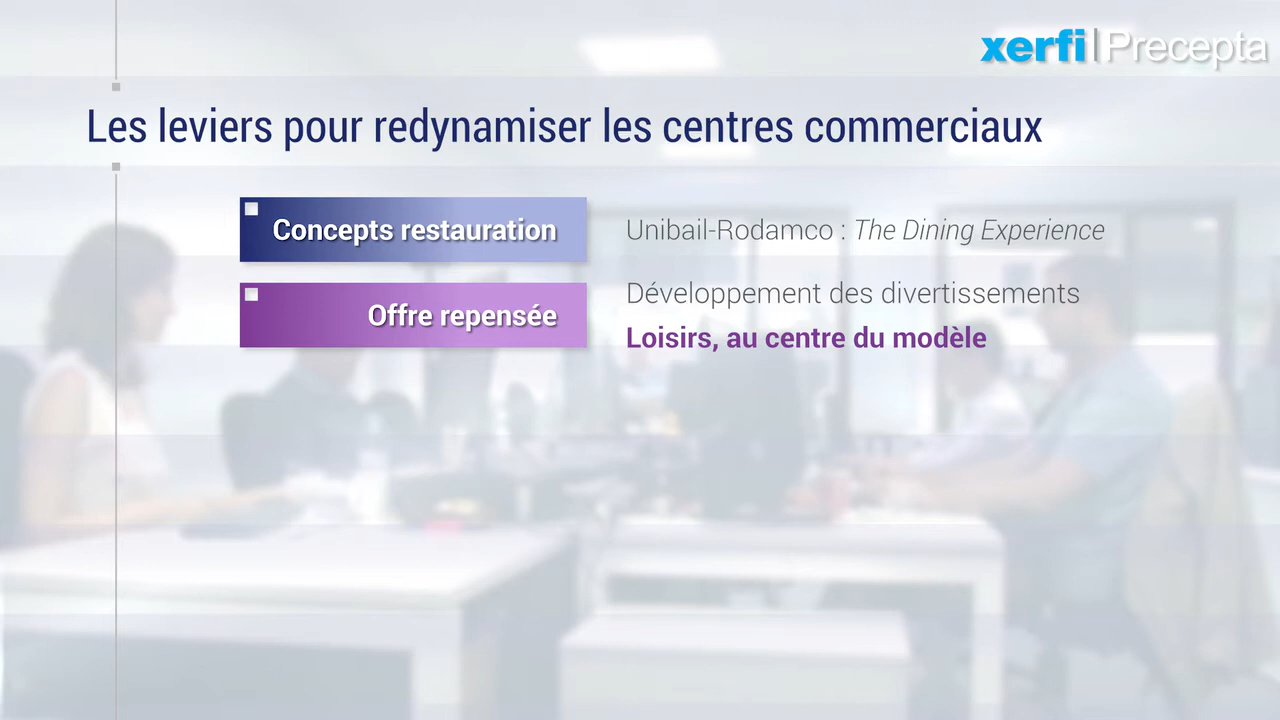 xerfi|Precepta
Les leviers pour redynamiser les centres commerciaux
Concepts restauration
Unibail-Rodamco : The Dining Experience
Offre repensée
Développement des divertissements
Loisirs, au centre du modèle